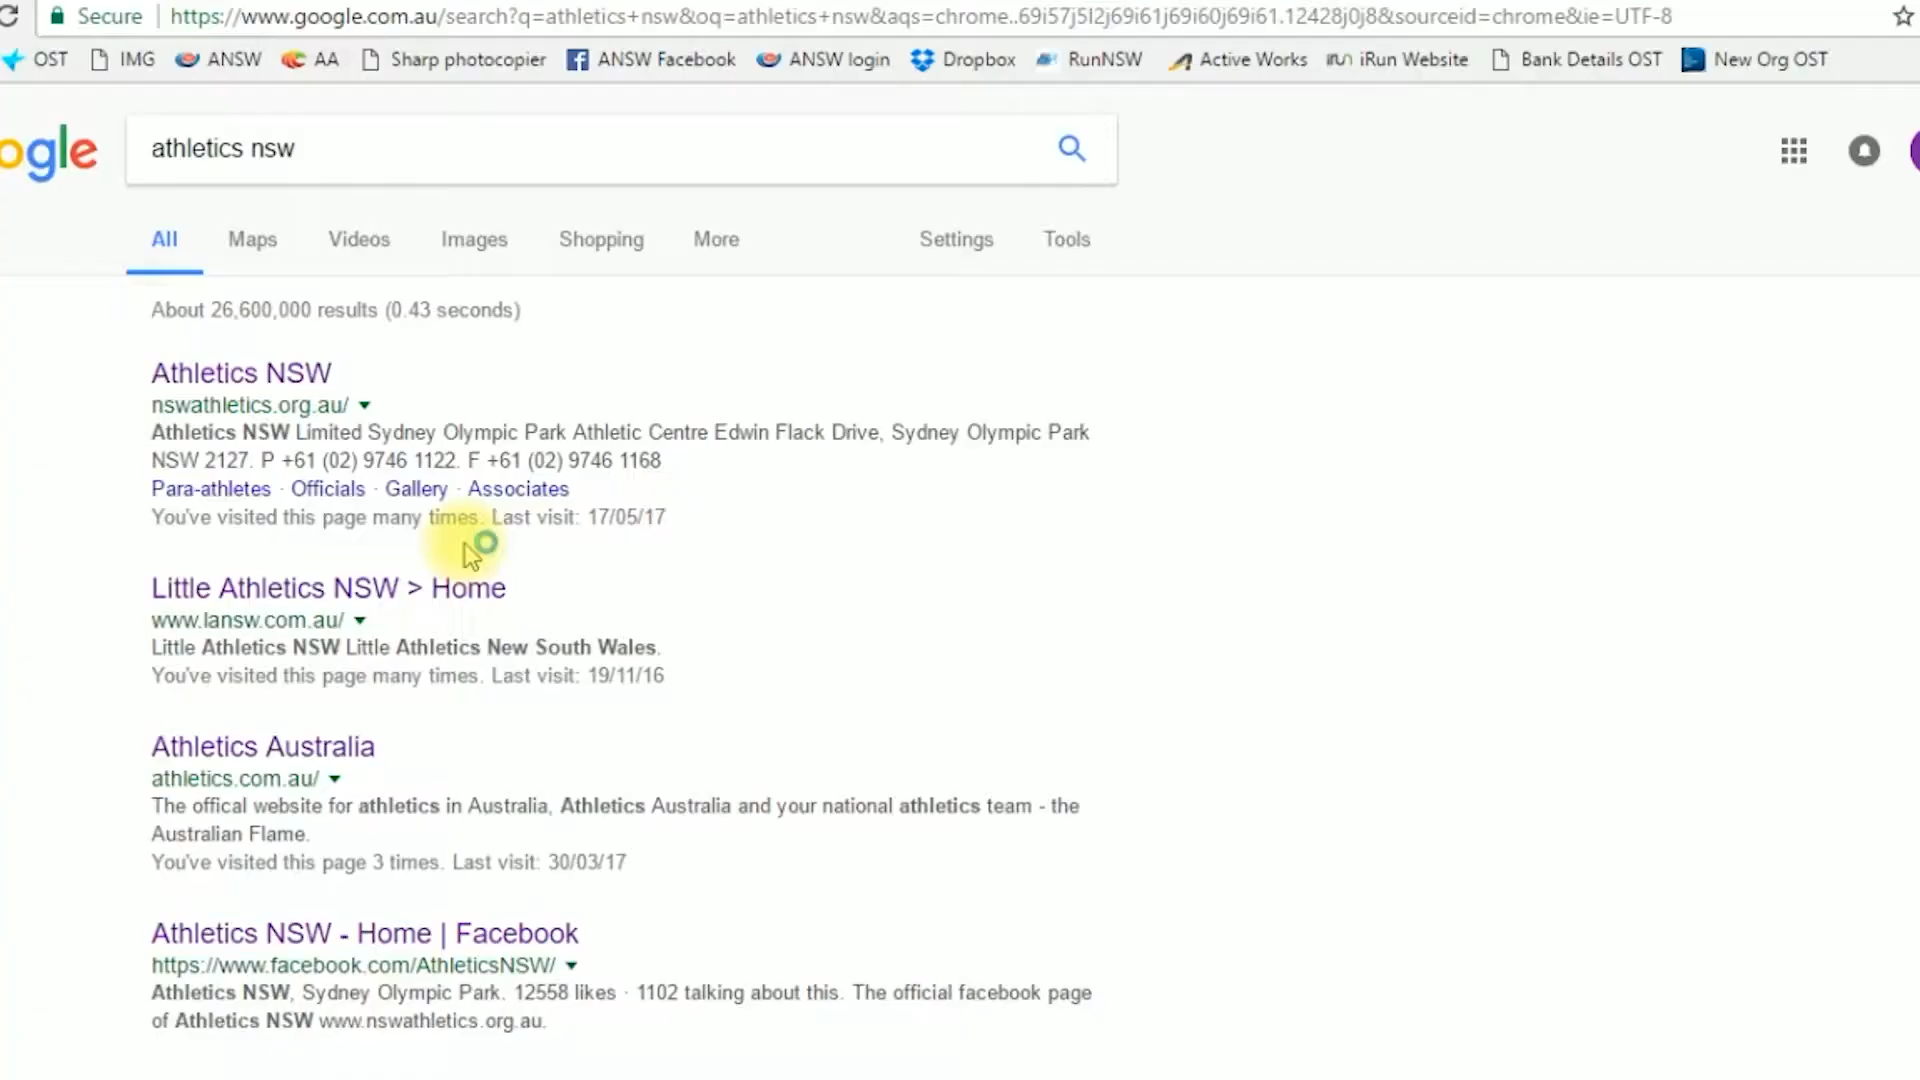 Secure https://www.google.com.au/search?q=athletics+nsw&oq=athletics+nsw&aqs=chrome..69i57j5l2j69i61j69i60j69i61.12428j0j8&sourceid=chrome&ie=UTF-8
OST IMG ANSW AA Sharp photocopier ANSW Facebook ANSW login Dropbox RunNSW Active Works iRun Website Bank Details OST New Org OST
ogle athletics nsw
All Maps Videos Images Shopping More Settings Tools
About 26,600,000 results (0.43 seconds)
Athletics NSW
nswathletics.org.au/
Athletics NSW Limited Sydney Olympic Park Athletic Centre Edwin Flack Drive, Sydney Olympic Park
NSW 2127. P +61 (02) 9746 1122. F +61 (02) 9746 1168
Para-athletes · Officials · Gallery · Associates
You've visited this page many times. Last visit: 17/05/17
Little Athletics NSW > Home
www.lansw.com.au/
Little Athletics NSW Little Athletics New South Wales.
You've visited this page many times. Last visit: 19/11/16
Athletics Australia
athletics.com.au/
The offical website for athletics in Australia, Athletics Australia and your national athletics team - the
Australian Flame.
You've visited this page 3 times. Last visit: 30/03/17
Athletics NSW - Home | Facebook
https://www.facebook.com/AthleticsNSW/
Athletics NSW, Sydney Olympic Park. 12558 likes · 1102 talking about this. The official facebook page
of Athletics NSW www.nswathletics.org.au.